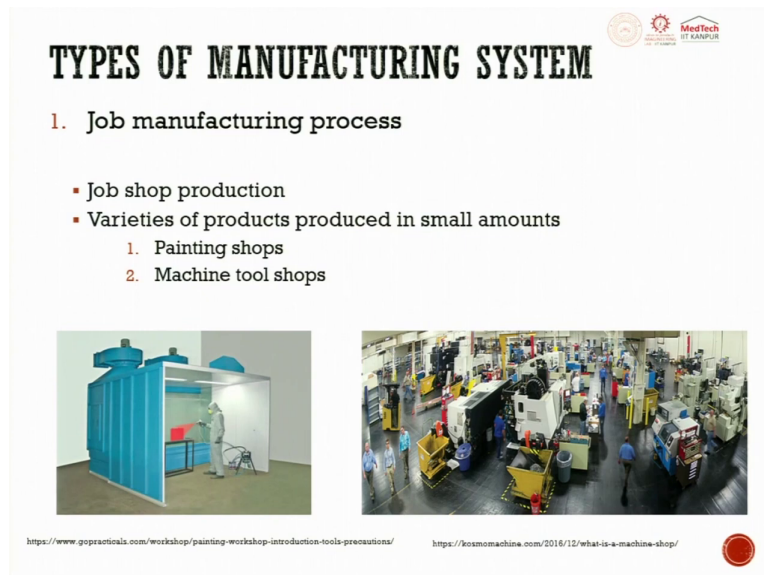 MedTech
IIT KANPUR
TYPES OF MANUFACTURING SYSTEM
1. Job manufacturing process
▪ Job shop production
▪ Varieties of products produced in small amounts
1. Painting shops
2. Machine tool shops
https://www.gopracticals.com/workshop/painting-workshop-introduction-tools-precautions/
https://kosmomachine.com/2016/12/what-is-a-machine-shop/